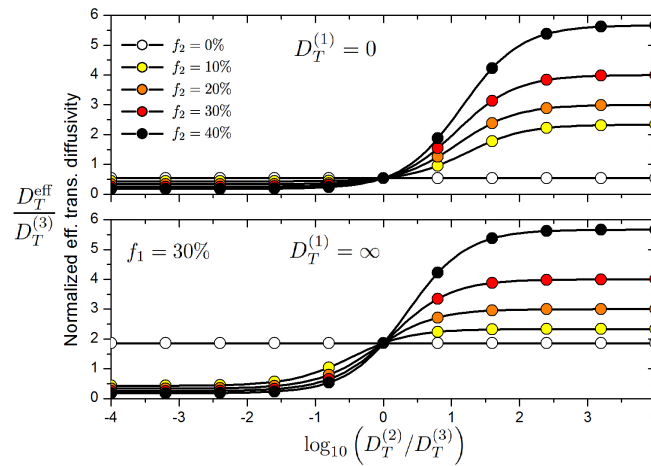 6
5
4
3
2
1
0
f₂ = 0%
f₂ = 10%
f₂ = 20%
f₂ = 30%
f₂ = 40%
D_T^{(1)} = 0
D_T^{eff}
D_T^{(3)}
Normalized eff. trans. diffusivity
6
5
4
3
2
1
0
f₁ = 30%
D_T^{(1)} = ∞
-4 -3 -2 -1 0 1 2 3
log₁₀ (D_T^{(2)}/D_T^{(3)})